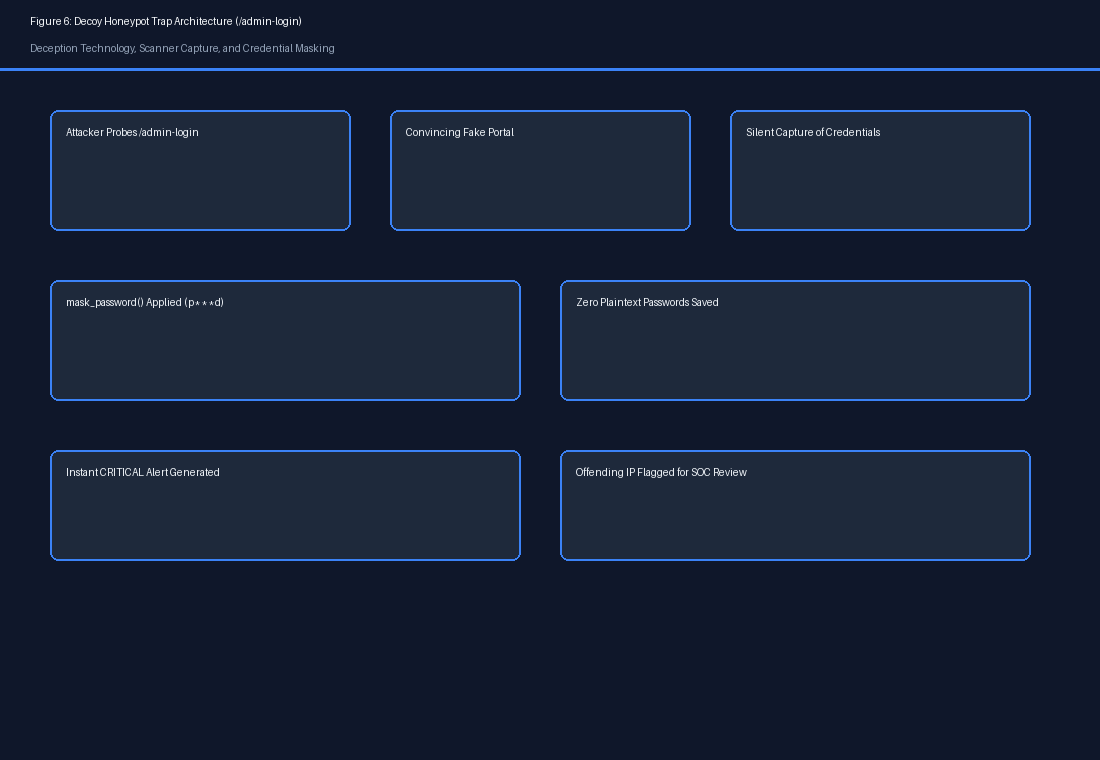 Figure 6: Decoy Honeypot Trap Architecture (/admin-login)
Deception Technology, Scanner Capture, and Credential Masking
Attacker Probes /admin-login
Convincing Fake Portal
Silent Capture of Credentials
mask_password() Applied (p***d)
Zero Plaintext Passwords Saved
Instant CRITICAL Alert Generated
Offending IP Flagged for SOC Review